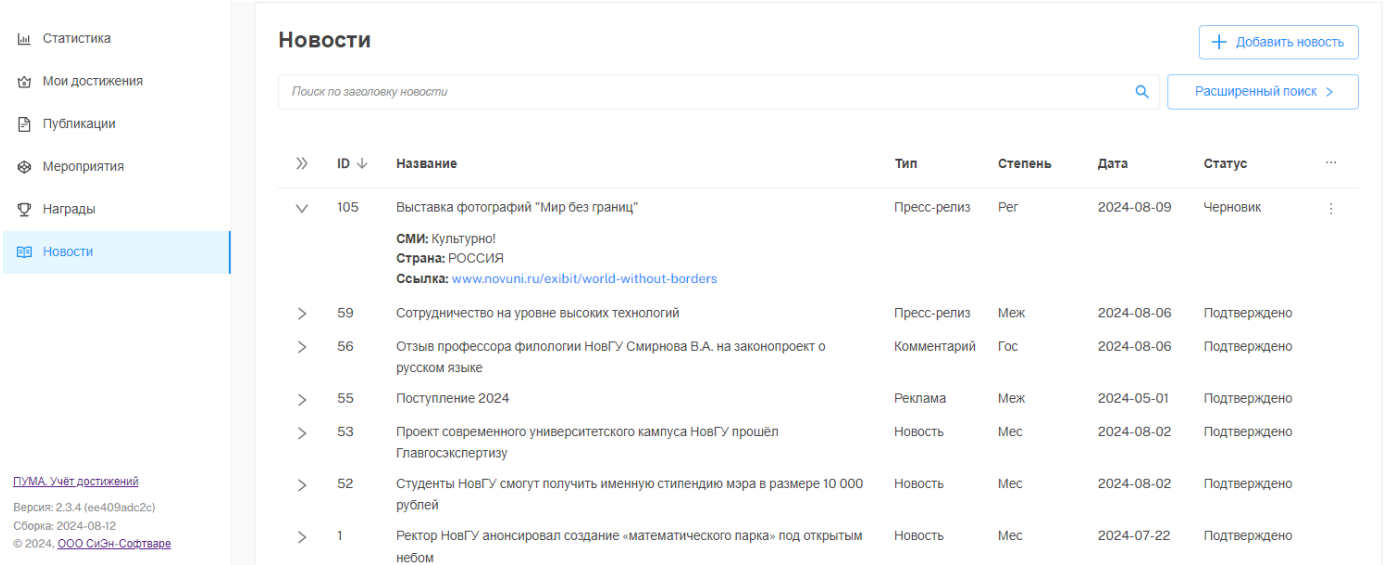 Статистика
Мои достижения
Публикации
Мероприятия
Награды
Новости
ПУМА. Учёт достижений
Версия: 2.3.4 (ee409adc2c)
Сборка: 2024-08-12
© 2024, ООО СиЭн-Софтваре
Новости
+ Добавить новость
Поиск по заголовку новости
Расширенный поиск >
ID ↓ Название Тип Степень Дата Статус ...
105 Выставка фотографий "Мир без границ" Пресс-релиз Рег 2024-08-09 Черновик
СМИ: Культурно!
Страна: РОССИЯ
Ссылка: www.novuni.ru/exibit/world-without-borders
59 Сотрудничество на уровне высоких технологий Пресс-релиз Меж 2024-08-06 Подтверждено
56 Отзыв профессора филологии НовГУ Смирнова В.А. на законопроект о Комментарий Гос 2024-08-06 Подтверждено
русском языке
55 Поступление 2024 Реклама Меж 2024-05-01 Подтверждено
53 Проект современного университетского кампуса НовГУ прошёл Новость Мес 2024-08-02 Подтверждено
Главгосэкспертизу
52 Студенты НовГУ смогут получить именную стипендию мэра в размере 10 000 Новость Мес 2024-08-02 Подтверждено
рублей
1 Ректор НовГУ анонсировал создание «математического парка» под открытым Новость Мес 2024-07-22 Подтверждено
небом